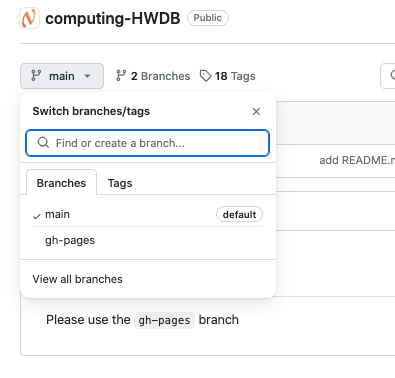 computing-HWDB Public
main 2 Branches 18 Tags
Switch branches/tags
Find or create a branch...
add README.m
Branches Tags
main default
gh-pages
View all branches
Please use the gh-pages branch